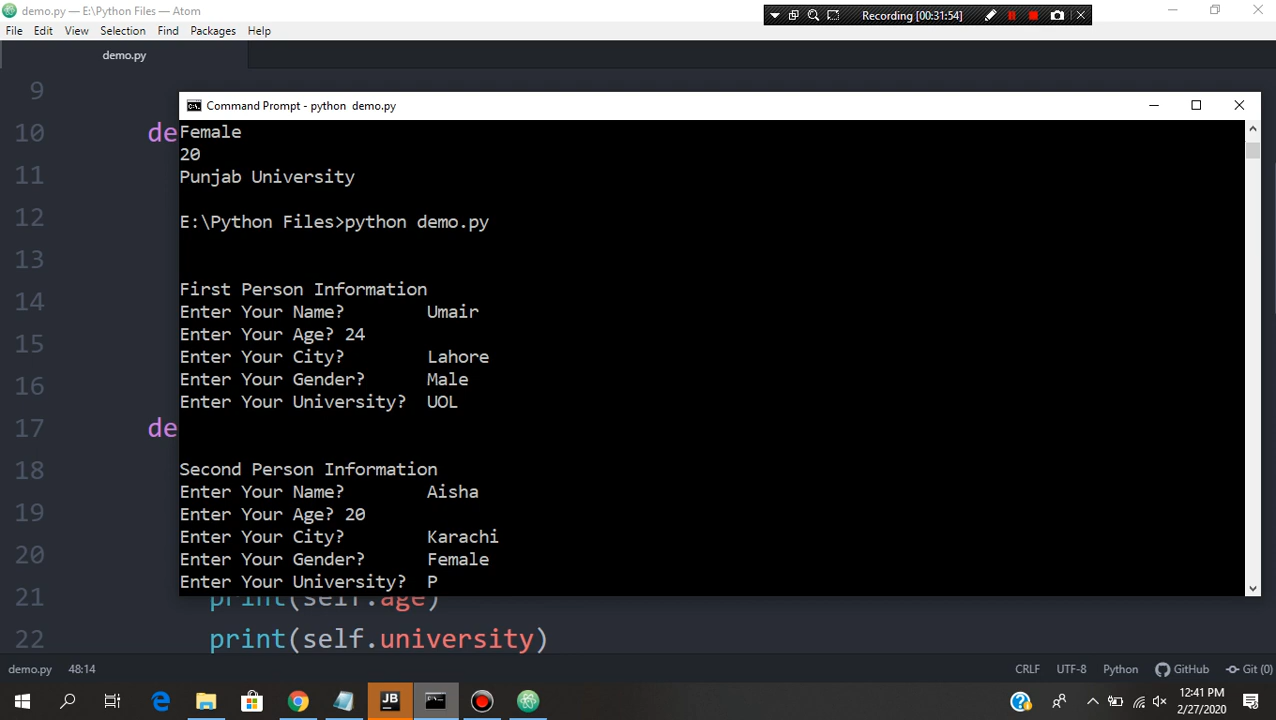 demo.py — E:\Python Files — Atom
Recording [00:31:54]
File Edit View Selection Find Packages Help
demo.py
Command Prompt - python  demo.py
9
10
11
12
13
14
15
16
17
18
19
20
21
22
de
de
Female
20
Punjab University
E:\Python Files>python demo.py
First Person Information
Enter Your Name?        Umair
Enter Your Age? 24
Enter Your City?        Lahore
Enter Your Gender?      Male
Enter Your University?  UOL
Second Person Information
Enter Your Name?        Aisha
Enter Your Age? 20
Enter Your City?        Karachi
Enter Your Gender?      Female
Enter Your University?  P
print(self.age)
print(self.university)
demo.py 48:14 CRLF UTF-8 Python GitHub Git (0)
JB
12:41 PM
2/27/2020